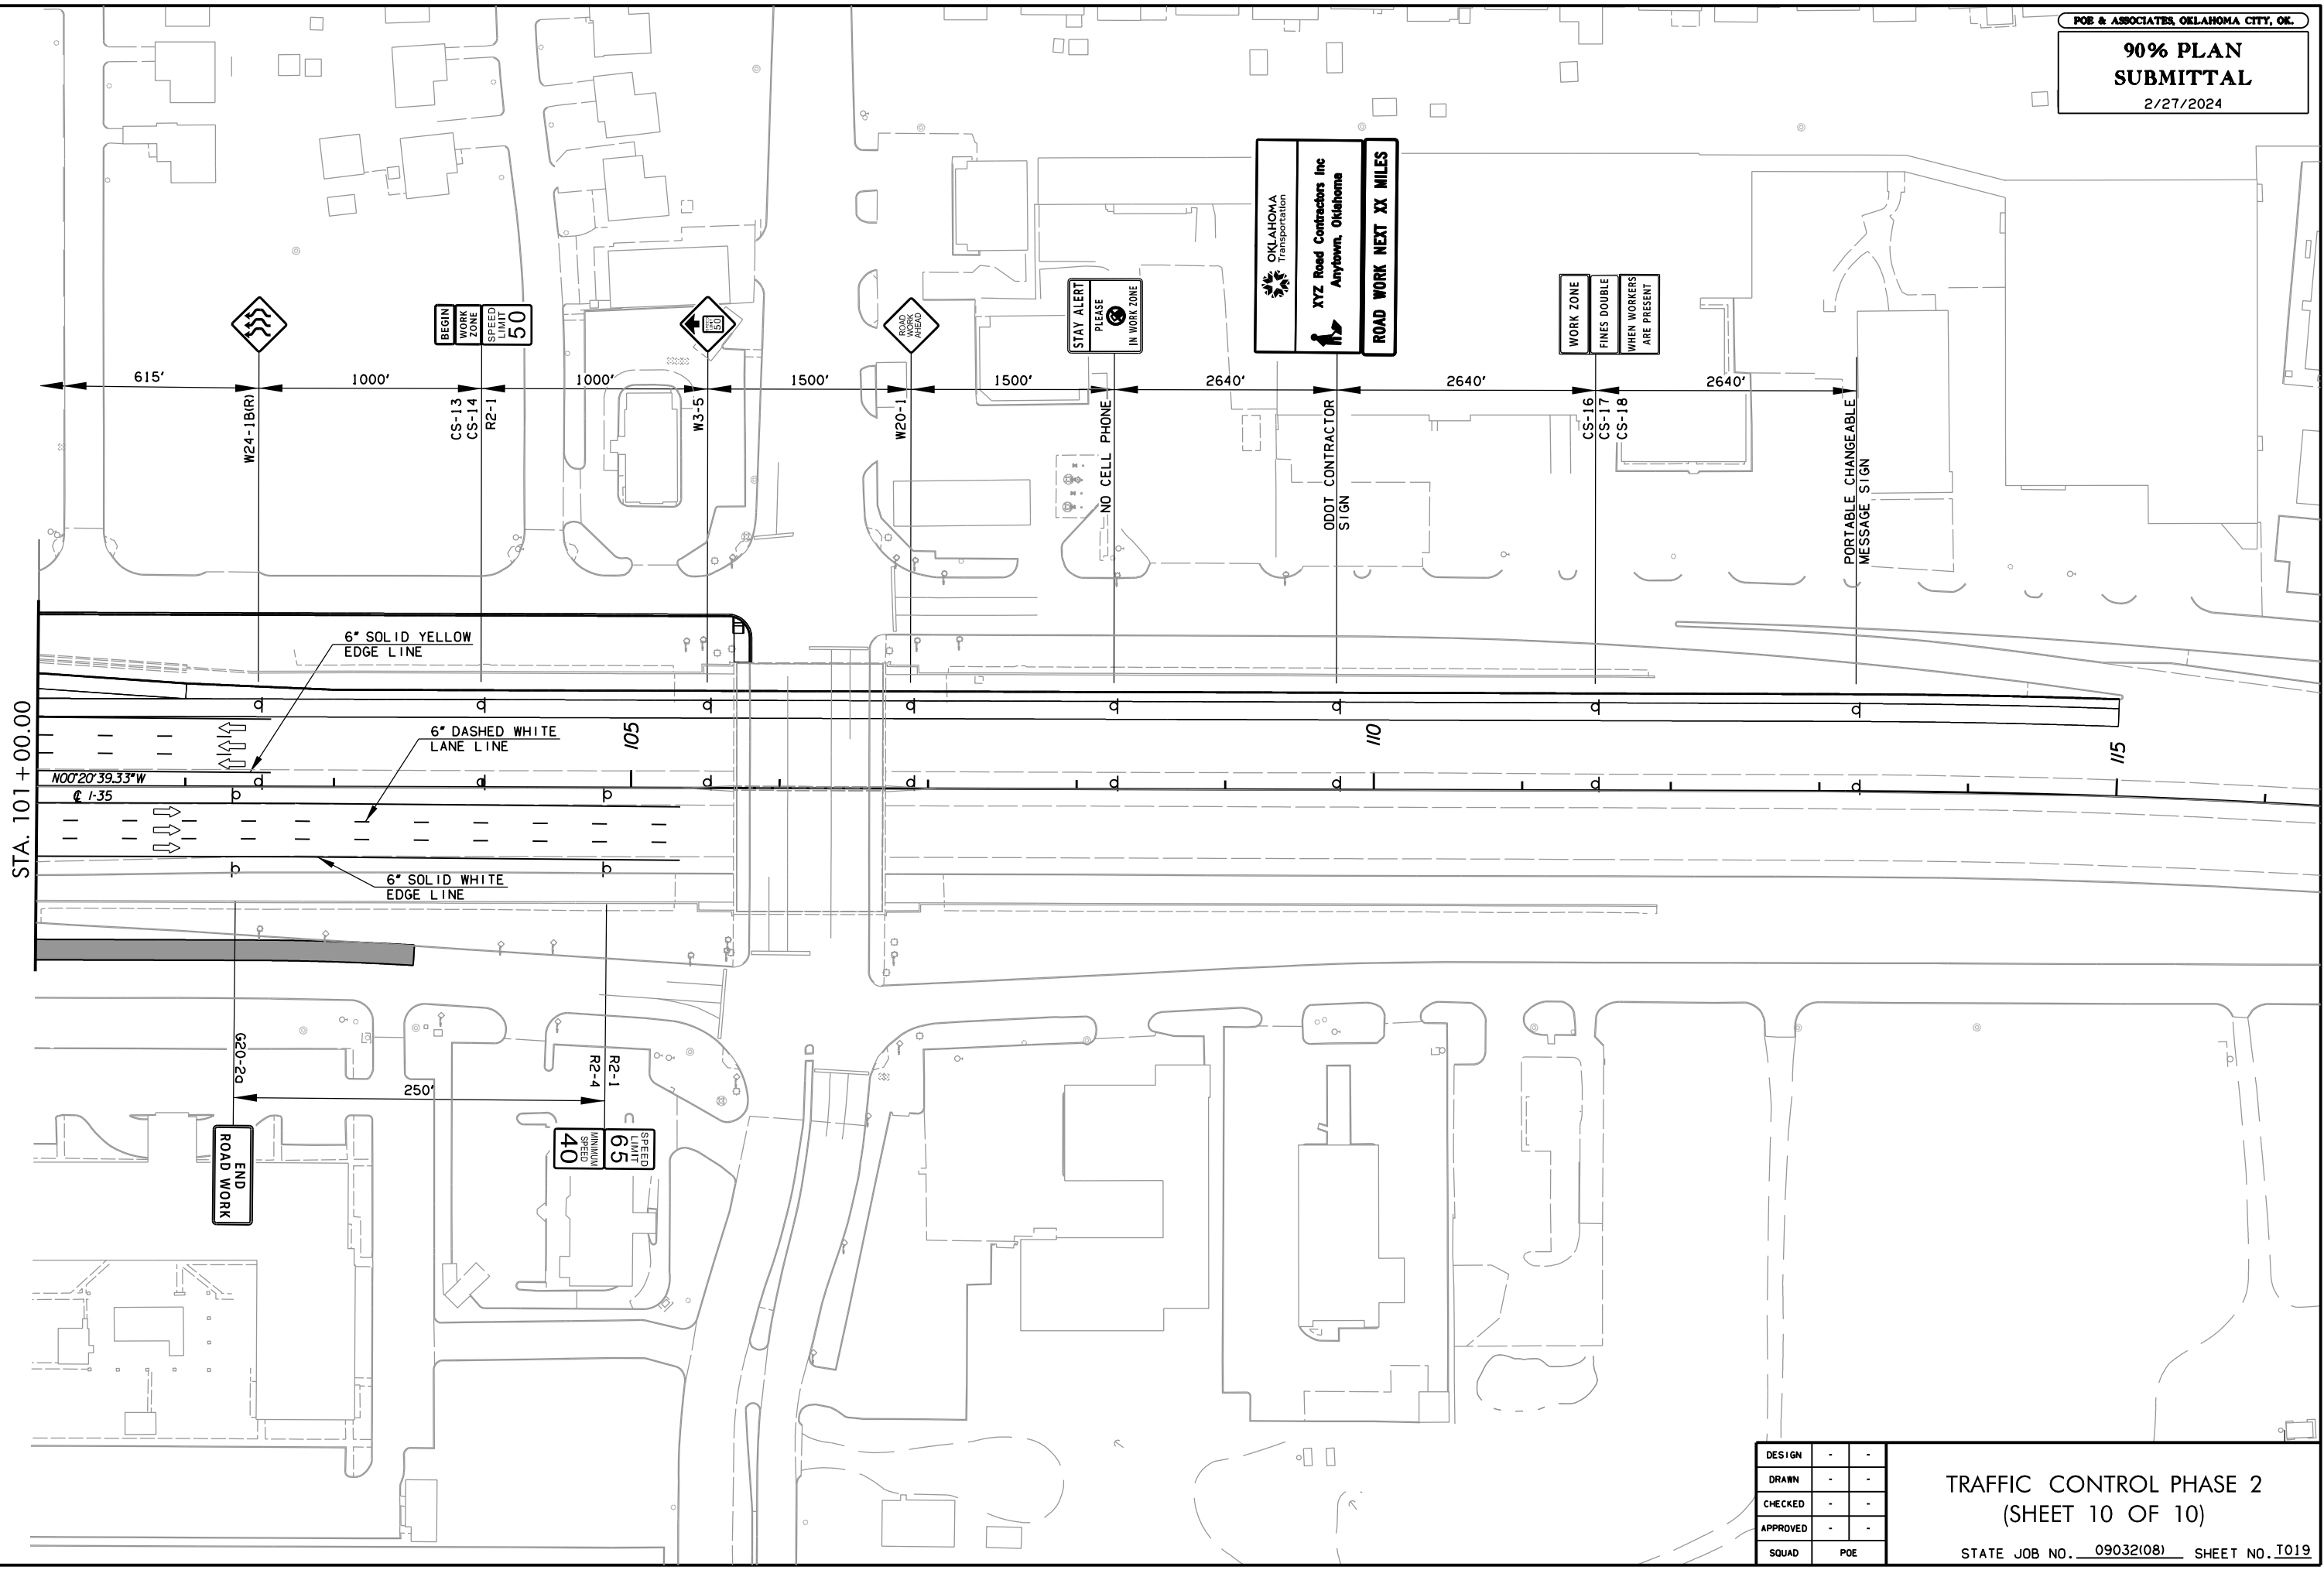 POE & ASSOCIATES, OKLAHOMA CITY, OK.
90% PLAN
SUBMITTAL
2/27/2024
OKLAHOMA
Transportation
XYZ Road Contractors Inc
Anytown, Oklahoma
ROAD WORK NEXT XX MILES
BEGIN
WORK
ZONE
SPEED
LIMIT
50
50
ROAD
WORK
AHEAD
STAY ALERT
PLEASE
IN WORK ZONE
WORK ZONE
FINES DOUBLE
WHEN WORKERS
ARE PRESENT
615'
1000'
1000'
1500'
1500'
2640'
2640'
2640'
W24-1B(R)
CS-13
CS-14
R2-1
W3-5
W20-1
NO CELL PHONE
ODOT CONTRACTOR
SIGN
CS-16
CS-17
CS-18
PORTABLE CHANGEABLE
MESSAGE SIGN
6" SOLID YELLOW
EDGE LINE
STA. 101+00.00
6" DASHED WHITE
LANE LINE
105
110
115
N00°20'39.33"W
℄ I-35
6" SOLID WHITE
EDGE LINE
G20-2a
R2-1
R2-4
250'
END
ROAD WORK
SPEED
LIMIT
65
MINIMUM
SPEED
40
DESIGN - -
DRAWN - -
CHECKED - -
APPROVED - -
SQUAD POE
TRAFFIC CONTROL PHASE 2
(SHEET 10 OF 10)
STATE JOB NO. 09032(08) SHEET NO. T019